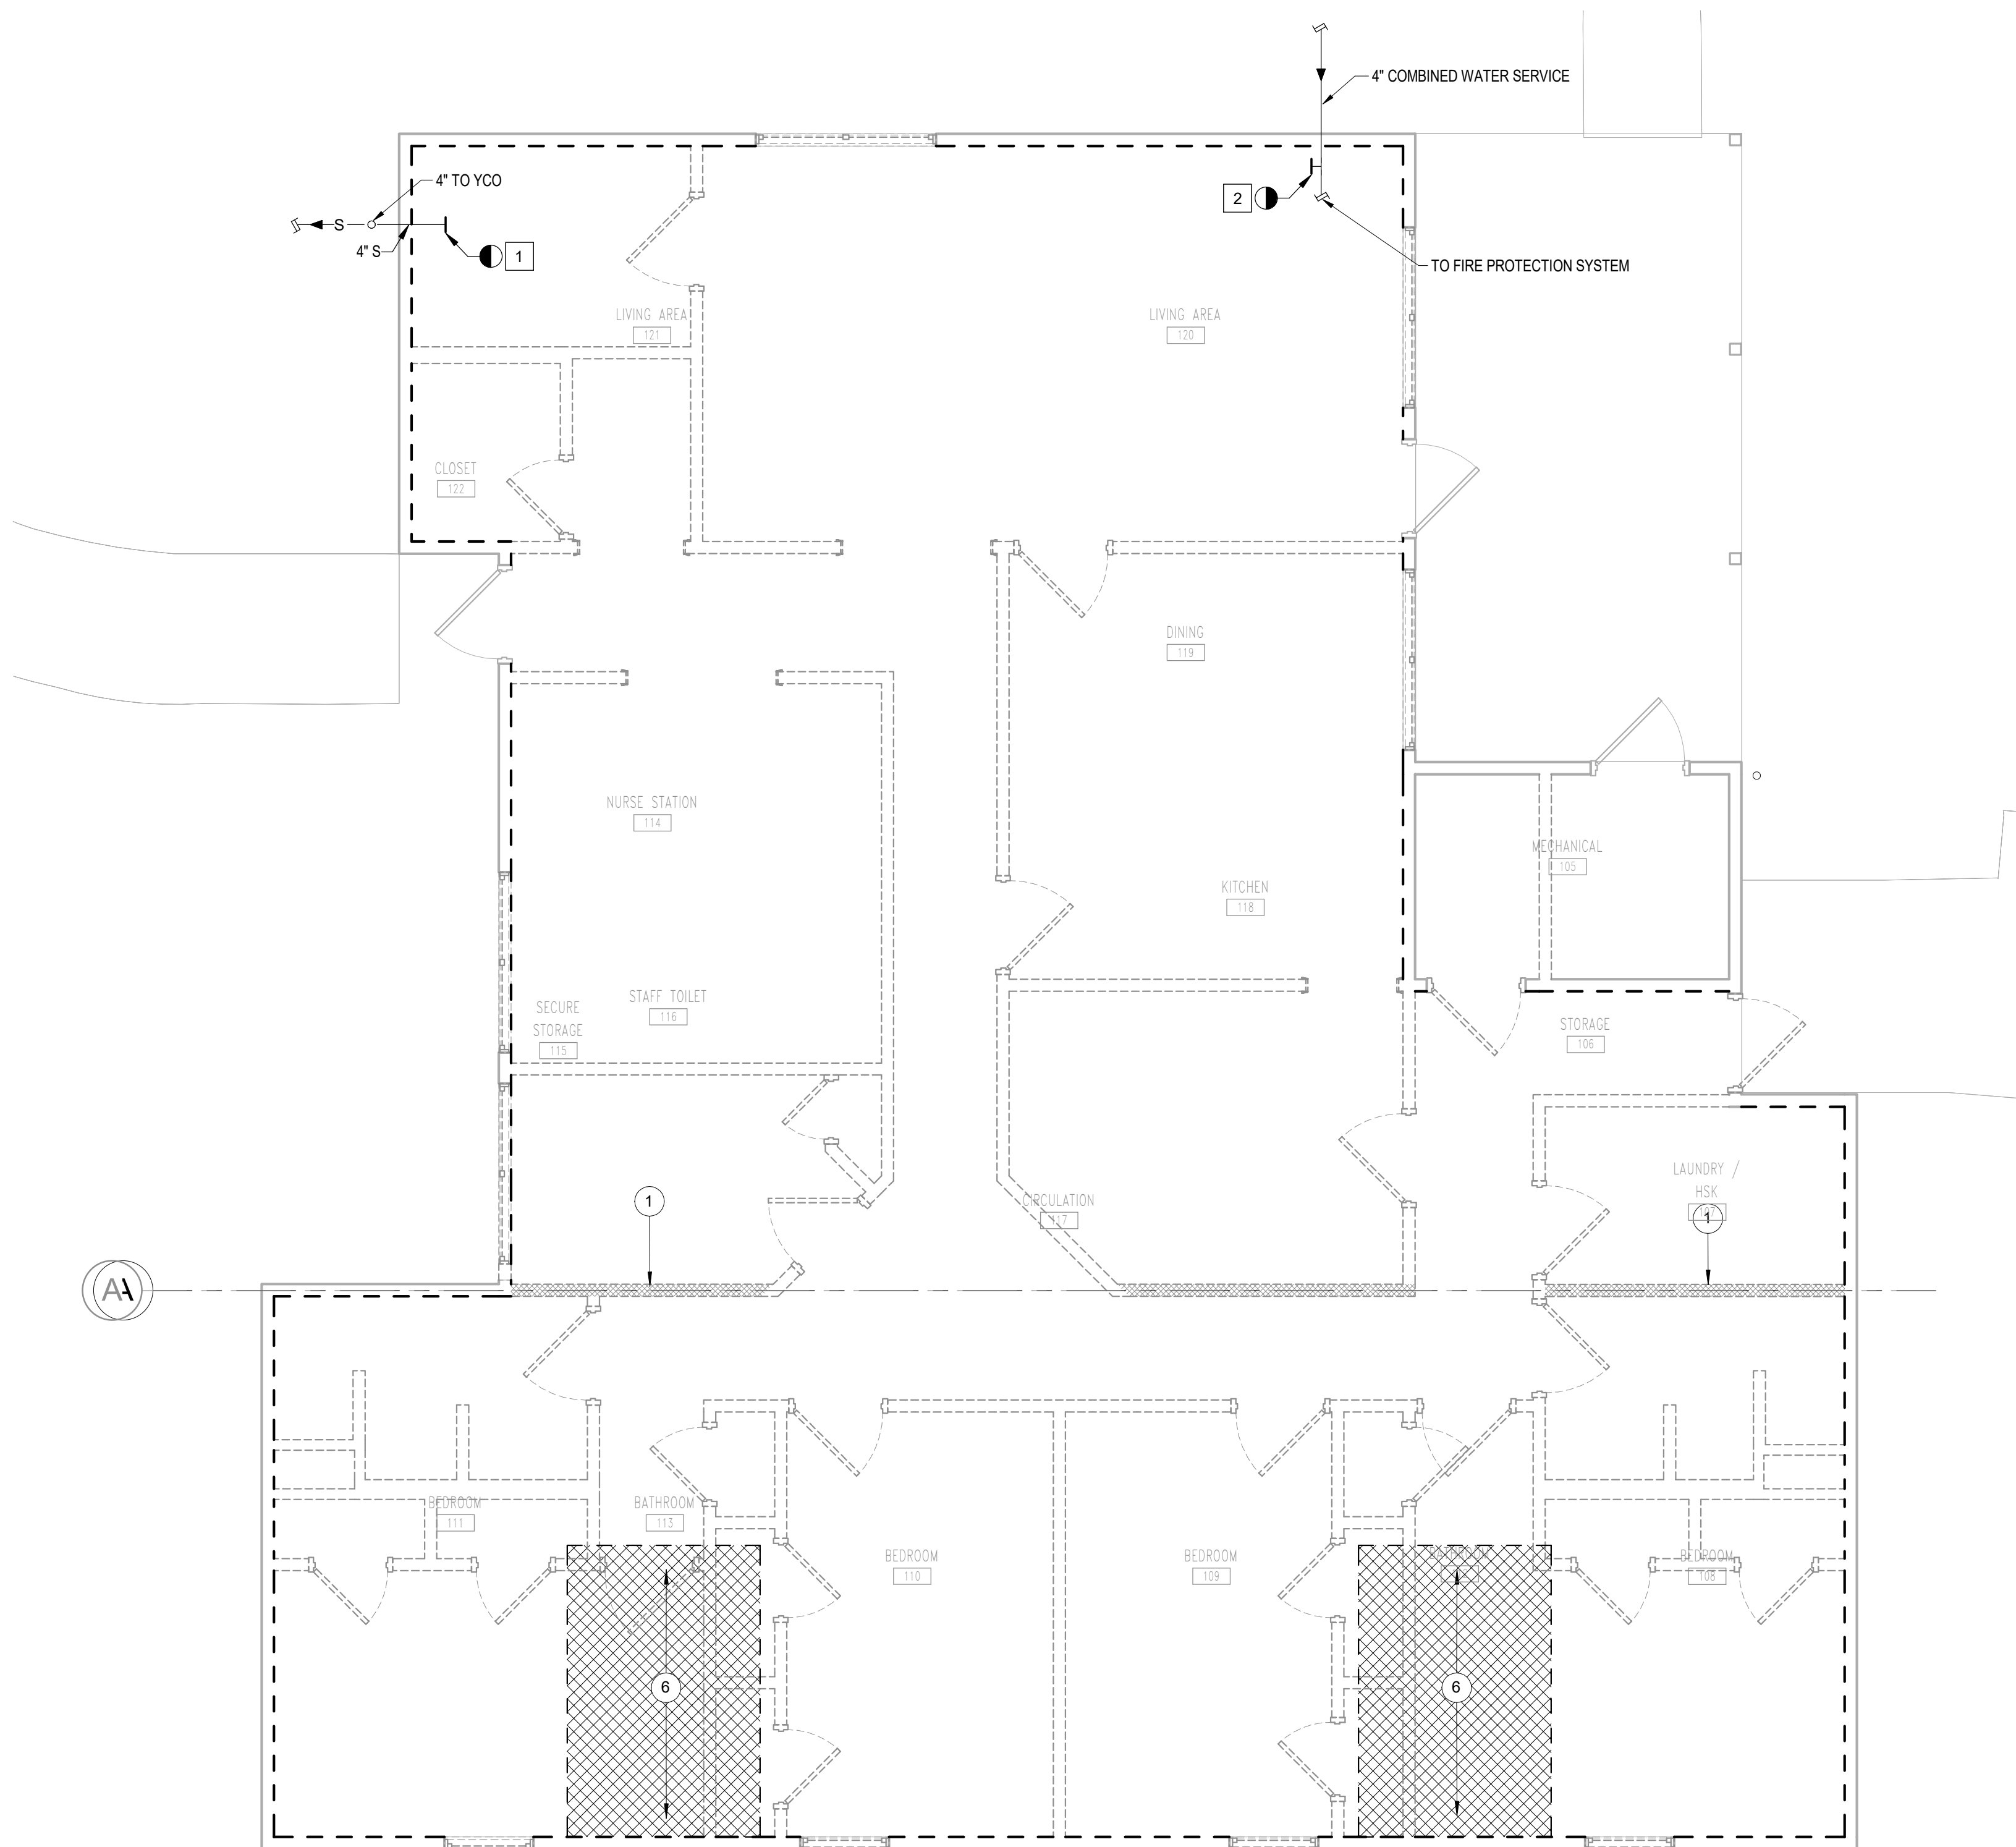 4" COMBINED WATER SERVICE
4" TO YCO
2
S
4" S
1
TO FIRE PROTECTION SYSTEM
LIVING AREA
121
LIVING AREA
120
CLOSET
122
DINING
119
NURSE STATION
114
MECHANICAL
105
KITCHEN
118
SECURE
STORAGE
115
STAFF TOILET
116
STORAGE
106
LAUNDRY /
HSK
107
1
1
CIRCULATION
117
A
A
BEDROOM
111
BATHROOM
113
BEDROOM
110
BEDROOM
109
BATHROOM
BEDROOM
108
6
6